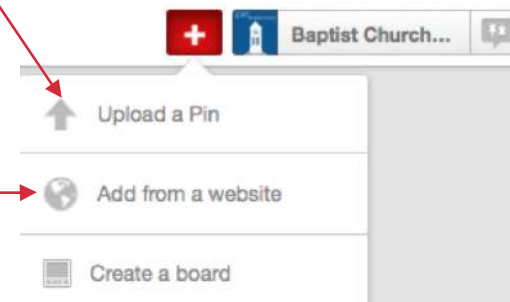 Baptist Church...
Upload a Pin
Add from a website
Create a board